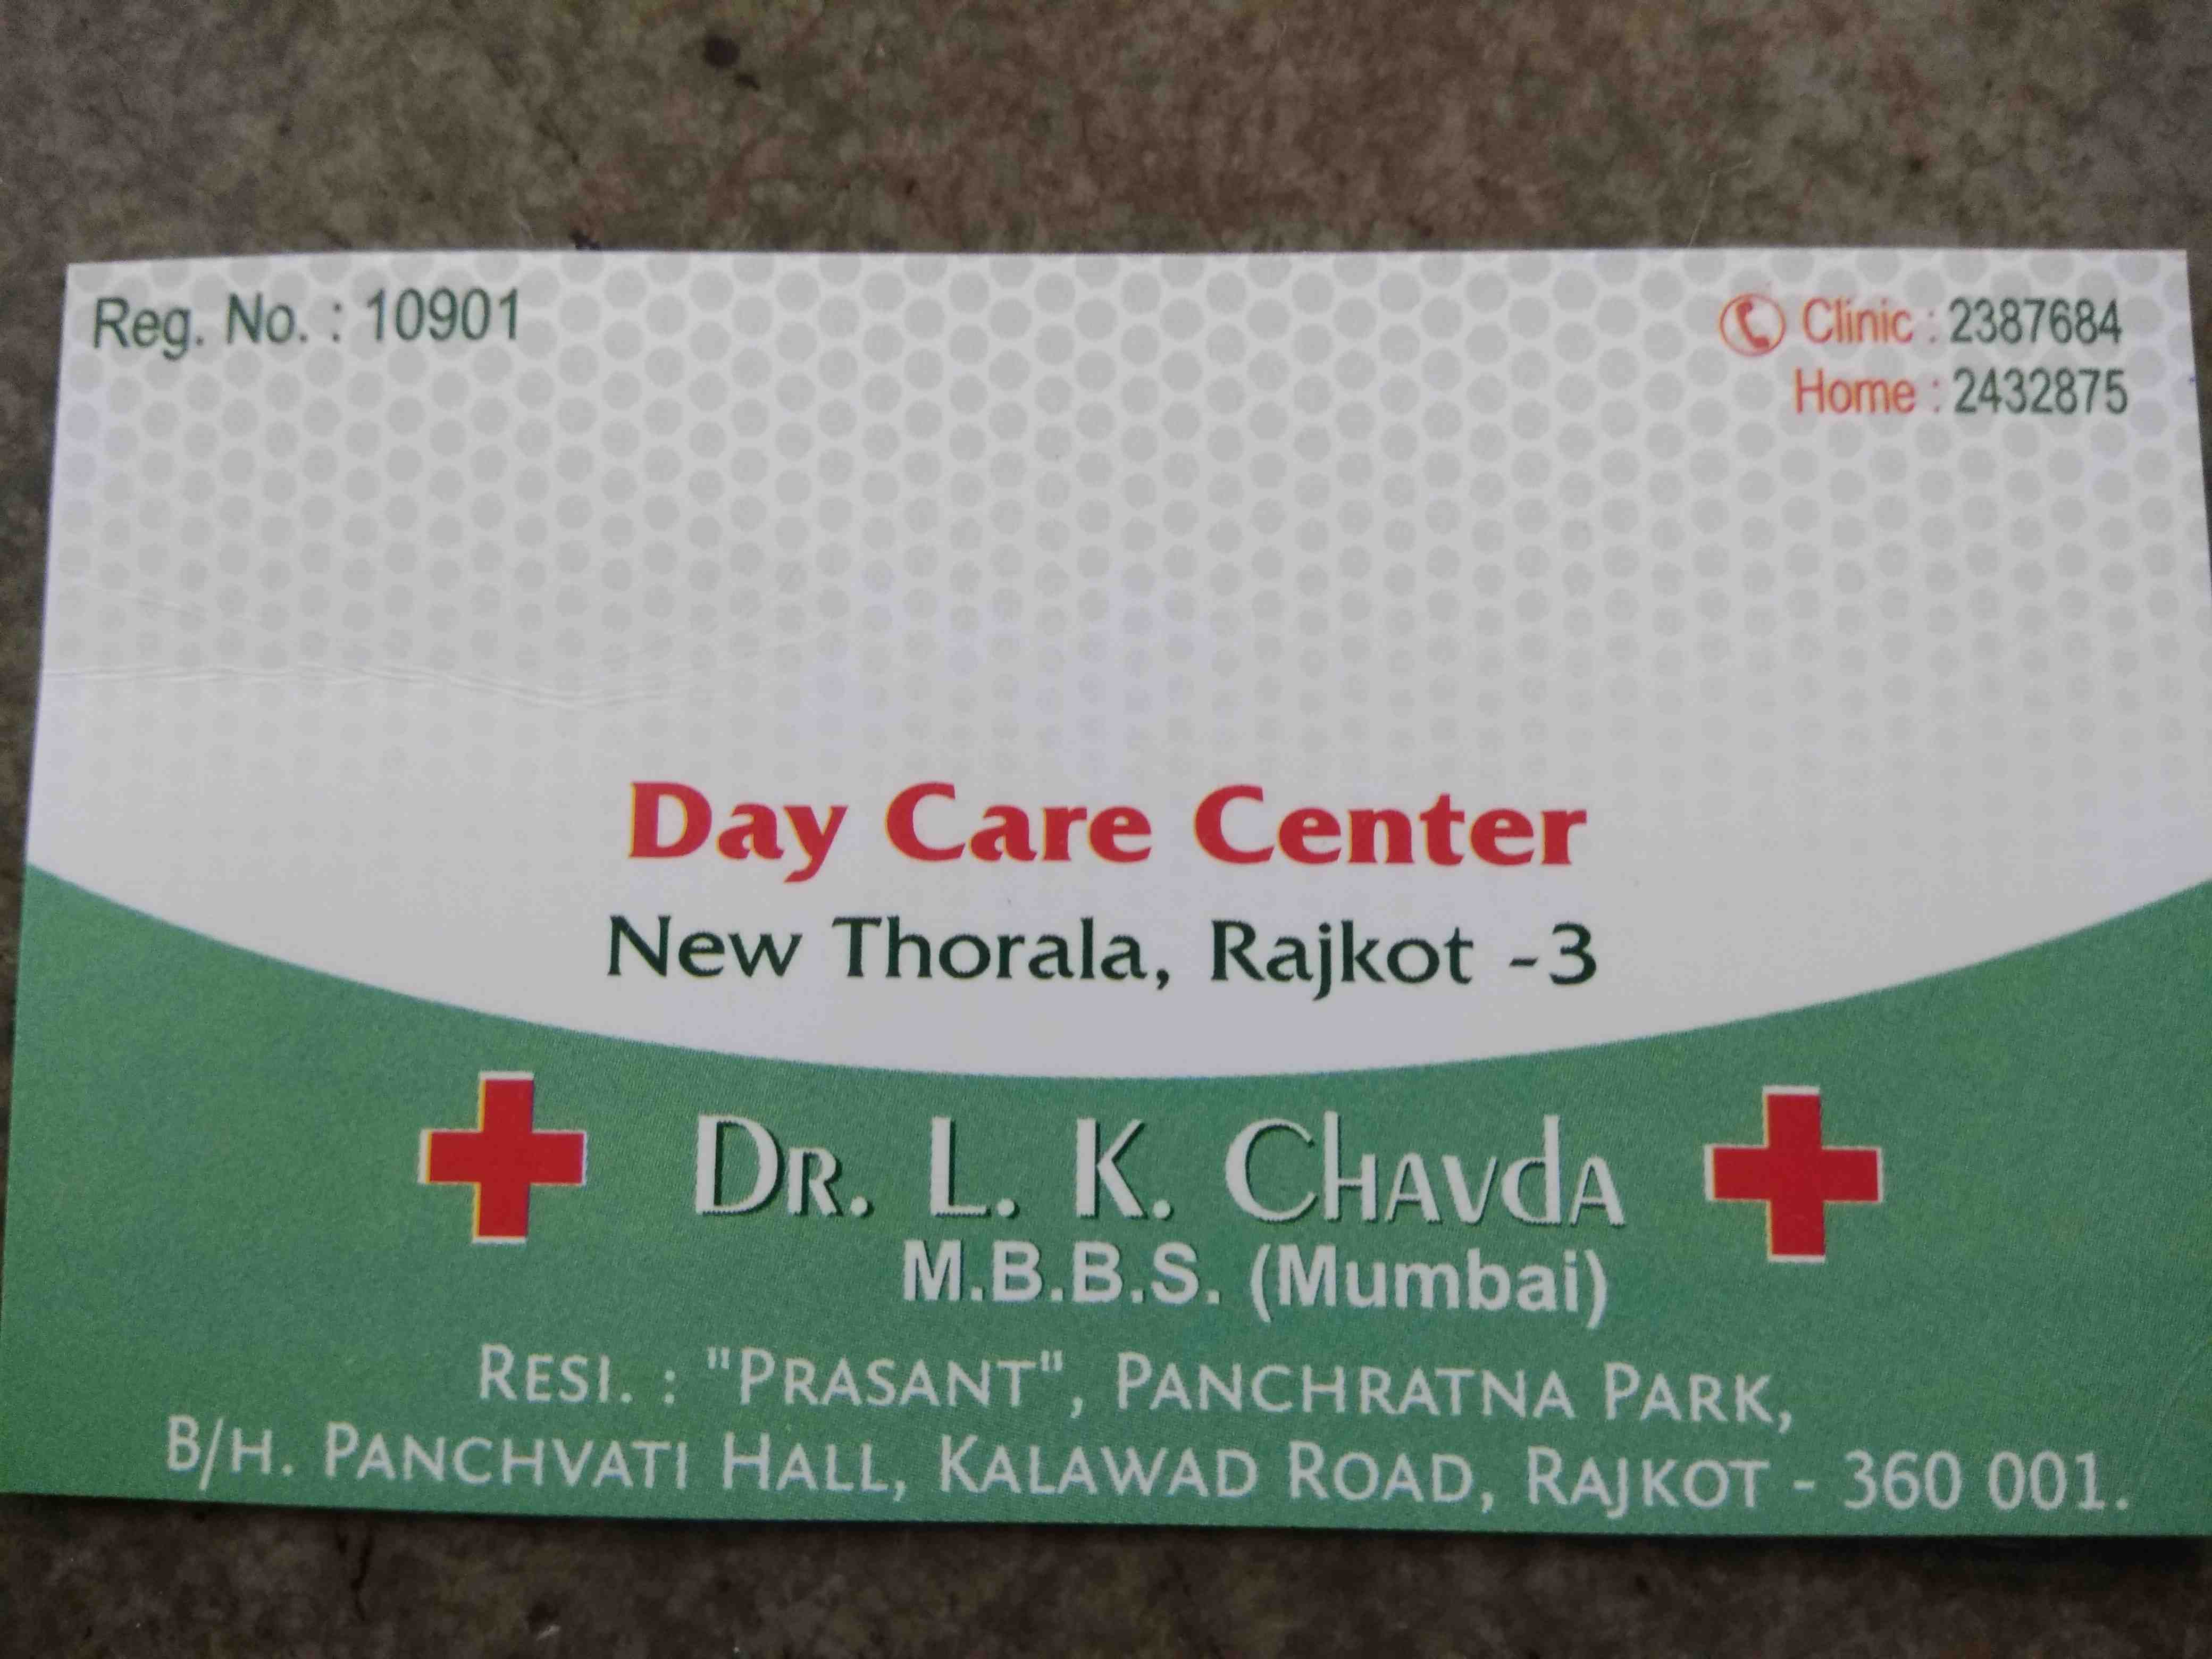 Reg. No. : 10901
Clinic : 2387684
Home : 2432875
Day Care Center
New Thorala, Rajkot -3
DR. L. K. CHAVDA
M.B.B.S. (Mumbai)
RESI. : "PRASANT", PANCHRATNA PARK,
B/H. PANCHVATI HALL, KALAWAD ROAD, RAJKOT - 360 001.